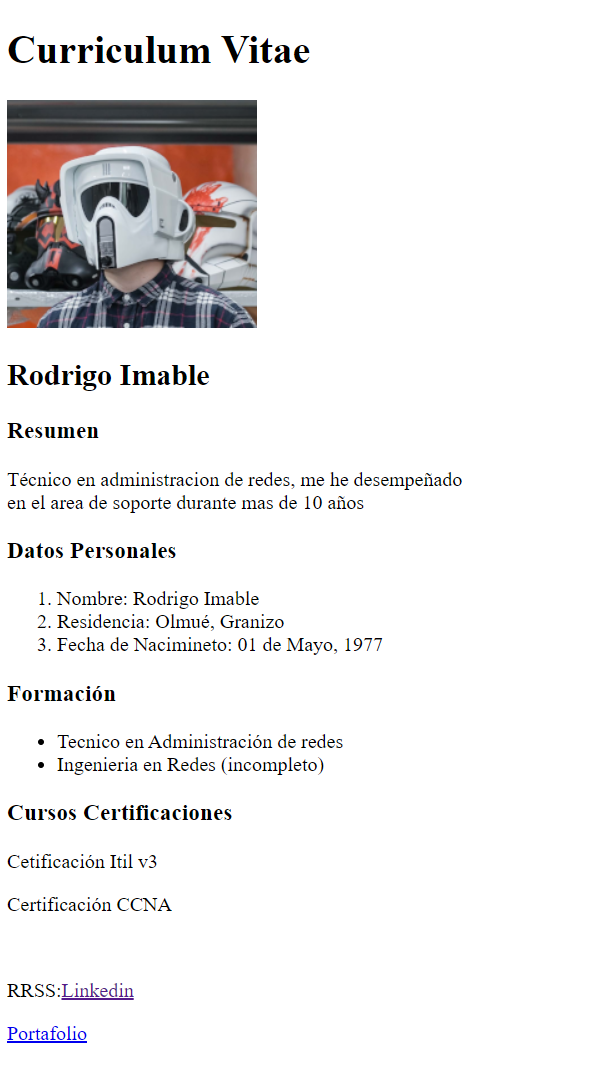 Curriculum Vitae
Rodrigo Imable
Resumen
Técnico en administracion de redes, me he desempeñado
en el area de soporte durante mas de 10 años
Datos Personales
1. Nombre: Rodrigo Imable
2. Residencia: Olmué, Granizo
3. Fecha de Nacimineto: 01 de Mayo, 1977
Formación
• Tecnico en Administración de redes
• Ingenieria en Redes (incompleto)
Cursos Certificaciones
Cetificación Itil v3
Certificación CCNA
RRSS:Linkedin
Portafolio